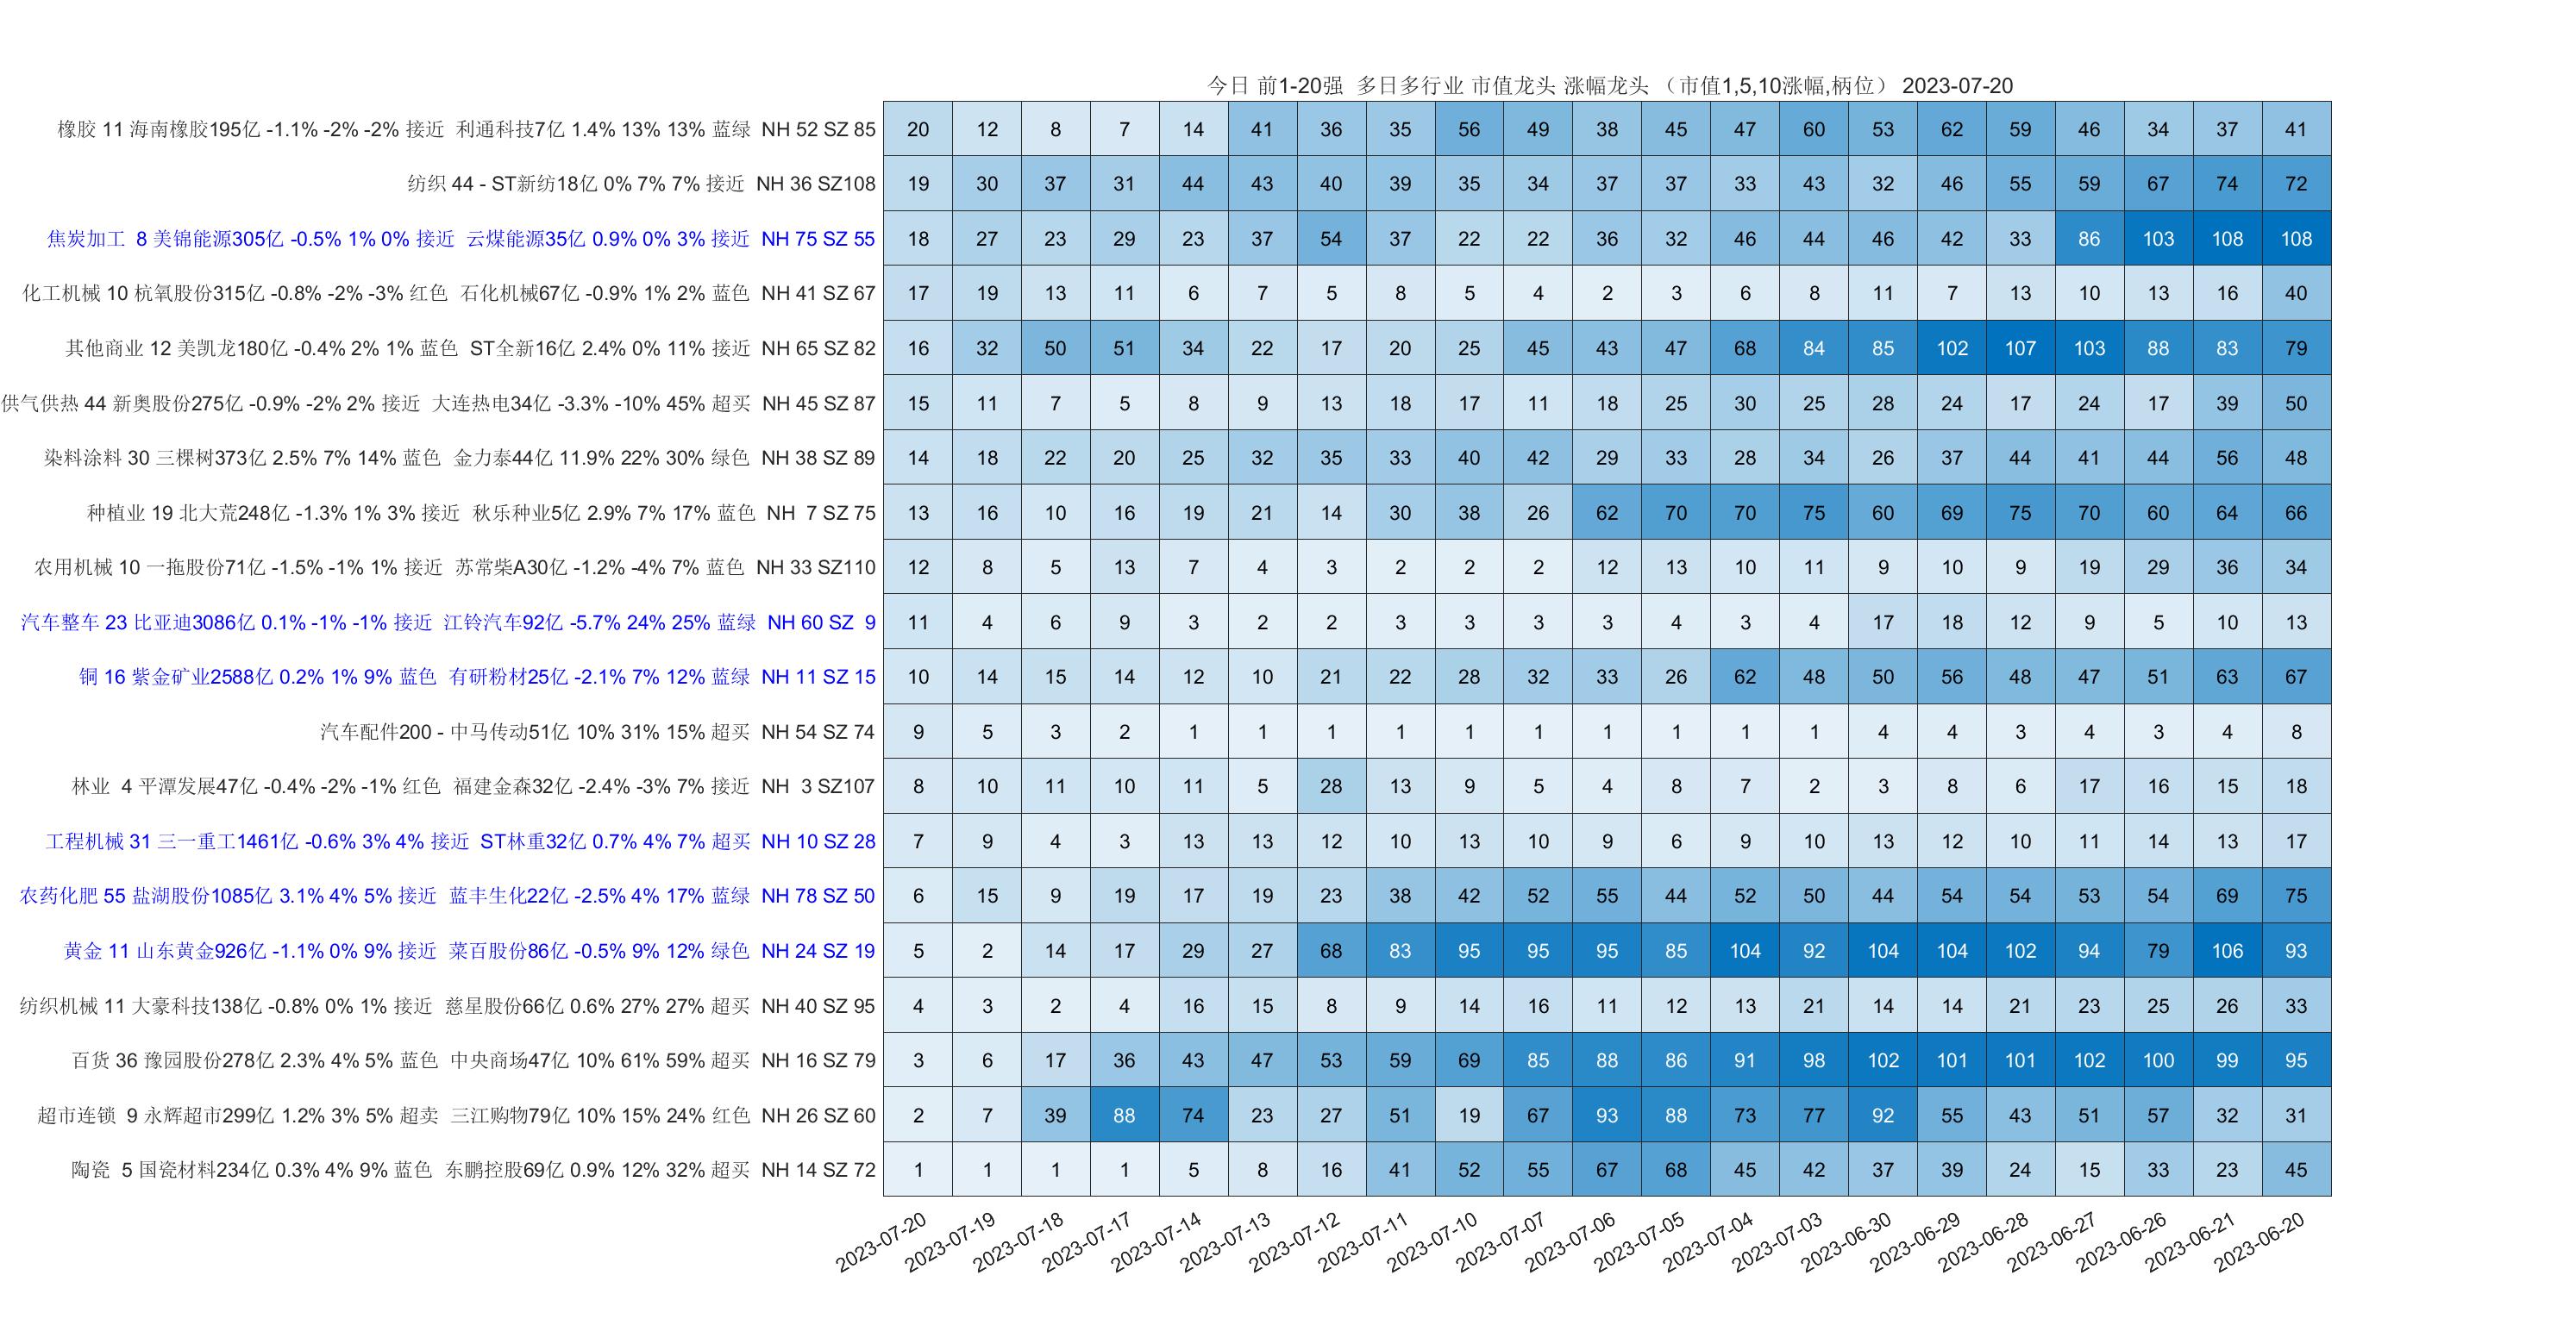 今日 前1-20强 多日多行业 市值龙头 涨幅龙头 （市值1,5,10涨幅,柄位） 2023-07-20
橡胶 11 海南橡胶195亿 -1.1% -2% -2% 接近 利通科技7亿 1.4% 13% 13% 蓝绿 NH 52 SZ 85 20 12 8 7 14 41 36 35 56 49 38 45 47 60 53 62 59 46 34 37 41
纺织 44 - ST新纺18亿 0% 7% 7% 接近 NH 36 SZ108 19 30 37 31 44 43 40 39 35 34 37 37 33 43 32 46 55 59 67 74 72
焦炭加工 8 美锦能源305亿 -0.5% 1% 0% 接近 云煤能源35亿 0.9% 0% 3% 接近 NH 75 SZ 55 18 27 23 29 23 37 54 37 22 22 36 32 46 44 46 42 33 86 103 108 108
化工机械 10 杭氧股份315亿 -0.8% -2% -3% 红色 石化机械67亿 -0.9% 1% 2% 蓝色 NH 41 SZ 67 17 19 13 11 6 7 5 8 5 4 2 3 6 8 11 7 13 10 13 16 40
其他商业 12 美凯龙180亿 -0.4% 2% 1% 蓝色 ST全新16亿 2.4% 0% 11% 接近 NH 65 SZ 82 16 32 50 51 34 22 17 20 25 45 43 47 68 84 85 102 107 103 88 83 79
供气供热 44 新奥股份275亿 -0.9% -2% 2% 接近 大连热电34亿 -3.3% -10% 45% 超买 NH 45 SZ 87 15 11 7 5 8 9 13 18 17 11 18 25 30 25 28 24 17 24 17 39 50
染料涂料 30 三棵树373亿 2.5% 7% 14% 蓝色 金力泰44亿 11.9% 22% 30% 绿色 NH 38 SZ 89 14 18 22 20 25 32 35 33 40 42 29 33 28 34 26 37 44 41 44 56 48
种植业 19 北大荒248亿 -1.3% 1% 3% 接近 秋乐种业5亿 2.9% 7% 17% 蓝色 NH 7 SZ 75 13 16 10 16 19 21 14 30 38 26 62 70 70 75 60 69 75 70 60 64 66
农用机械 10 一拖股份71亿 -1.5% -1% 1% 接近 苏常柴A30亿 -1.2% -4% 7% 蓝色 NH 33 SZ110 12 8 5 13 7 4 3 2 2 2 12 13 10 11 9 10 9 19 29 36 34
汽车整车 23 比亚迪3086亿 0.1% -1% -1% 接近 江铃汽车92亿 -5.7% 24% 25% 蓝绿 NH 60 SZ 9 11 4 6 9 3 2 2 3 3 3 3 4 3 4 17 18 12 9 5 10 13
铜 16 紫金矿业2588亿 0.2% 1% 9% 蓝色 有研粉材25亿 -2.1% 7% 12% 蓝绿 NH 11 SZ 15 10 14 15 14 12 10 21 22 28 32 33 26 62 48 50 56 48 47 51 63 67
汽车配件200 - 中马传动51亿 10% 31% 15% 超买 NH 54 SZ 74 9 5 3 2 1 1 1 1 1 1 1 1 1 1 4 4 3 4 3 4 8
林业 4 平潭发展47亿 -0.4% -2% -1% 红色 福建金森32亿 -2.4% -3% 7% 接近 NH 3 SZ107 8 10 11 10 11 5 28 13 9 5 4 8 7 2 3 8 6 17 16 15 18
工程机械 31 三一重工1461亿 -0.6% 3% 4% 接近 ST林重32亿 0.7% 4% 7% 超买 NH 10 SZ 28 7 9 4 3 13 13 12 10 13 10 9 6 9 10 13 12 10 11 14 13 17
农药化肥 55 盐湖股份1085亿 3.1% 4% 5% 接近 蓝丰生化22亿 -2.5% 4% 17% 蓝绿 NH 78 SZ 50 6 15 9 19 17 19 23 38 42 52 55 44 52 50 44 54 54 53 54 69 75
黄金 11 山东黄金926亿 -1.1% 0% 9% 接近 菜百股份86亿 -0.5% 9% 12% 绿色 NH 24 SZ 19 5 2 14 17 29 27 68 83 95 95 95 85 104 92 104 104 102 94 79 106 93
纺织机械 11 大豪科技138亿 -0.8% 0% 1% 接近 慈星股份66亿 0.6% 27% 27% 超买 NH 40 SZ 95 4 3 2 4 16 15 8 9 14 16 11 12 13 21 14 14 21 23 25 26 33
百货 36 豫园股份278亿 2.3% 4% 5% 蓝色 中央商场47亿 10% 61% 59% 超买 NH 16 SZ 79 3 6 17 36 43 47 53 59 69 85 88 86 91 98 102 101 101 102 100 99 95
超市连锁 9 永辉超市299亿 1.2% 3% 5% 超卖 三江购物79亿 10% 15% 24% 红色 NH 26 SZ 60 2 7 39 88 74 23 27 51 19 67 93 88 73 77 92 55 43 51 57 32 31
陶瓷 5 国瓷材料234亿 0.3% 4% 9% 蓝色 东鹏控股69亿 0.9% 12% 32% 超买 NH 14 SZ 72 1 1 1 1 5 8 16 41 52 55 67 68 45 42 37 39 24 15 33 23 45
2023-07-20 2023-07-19 2023-07-18 2023-07-17 2023-07-14 2023-07-13 2023-07-12 2023-07-11 2023-07-10 2023-07-07 2023-07-06 2023-07-05 2023-07-04 2023-07-03 2023-06-30 2023-06-29 2023-06-28 2023-06-27 2023-06-26 2023-06-21 2023-06-20